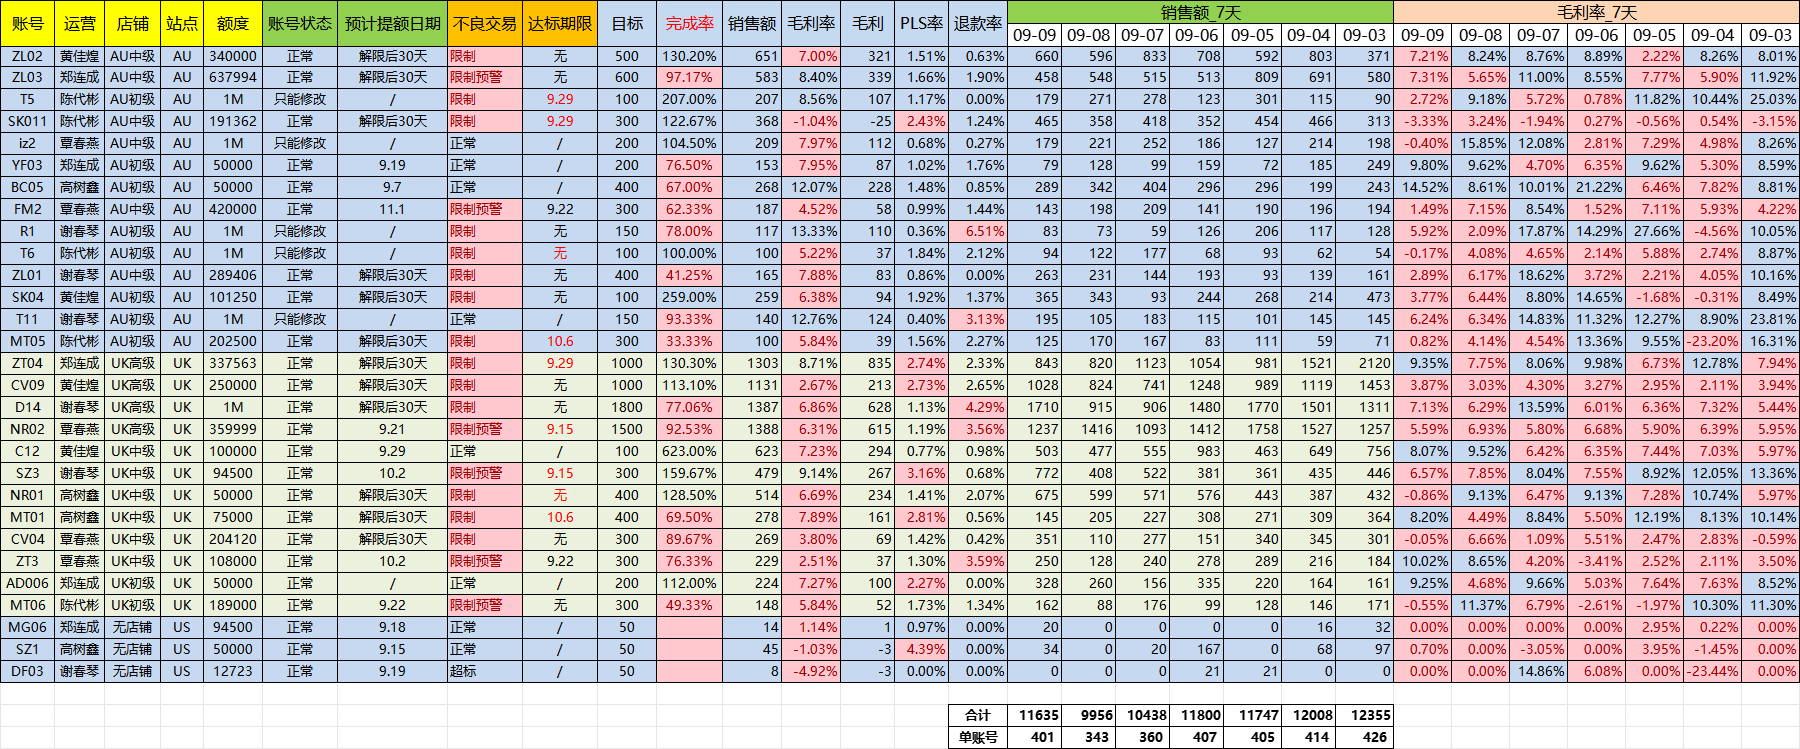 账号 运营 店铺 站点 额度 账号状态 预计提额日期 不良交易 达标期限 目标 完成率 销售额 毛利率 毛利 PLS率 退款率 销售额_7天 毛利率_7天
09-09 09-08 09-07 09-06 09-05 09-04 09-03 09-09 09-08 09-07 09-06 09-05 09-04 09-03
ZL02 黄佳煌 AU中级 AU 340000 正常 解限后30天 限制 无 500 130.20% 651 7.00% 321 1.51% 0.63% 660 596 833 708 592 803 371 7.21% 8.24% 8.76% 8.89% 2.22% 8.26% 8.01%
ZL03 郑连成 AU中级 AU 637994 正常 解限后30天 限制预警 无 600 97.17% 583 8.40% 339 1.66% 1.90% 458 548 515 513 809 691 580 7.31% 5.65% 11.00% 8.55% 7.77% 5.90% 11.92%
T5 陈代彬 AU初级 AU 1M 只能修改 / 限制 9.29 100 207.00% 207 8.56% 107 1.17% 0.00% 179 271 278 123 301 115 90 2.72% 9.18% 5.72% 0.78% 11.82% 10.44% 25.03%
SK011 陈代彬 AU中级 AU 191362 正常 解限后30天 限制 9.29 300 122.67% 368 -1.04% -25 2.43% 1.24% 465 358 418 352 454 466 313 -3.33% 3.24% -1.94% 0.27% -0.56% 0.54% -3.15%
iz2 覃春燕 AU中级 AU 1M 只能修改 / 正常 / 200 104.50% 209 7.97% 112 0.68% 0.27% 179 221 252 186 127 214 198 -0.40% 15.85% 12.08% 2.81% 7.29% 4.98% 8.26%
YF03 郑连成 AU初级 AU 50000 正常 9.19 正常 / 200 76.50% 153 7.95% 87 1.02% 1.76% 79 128 99 159 72 185 249 9.80% 9.62% 4.70% 6.35% 9.62% 5.30% 8.59%
BC05 高树鑫 AU初级 AU 50000 正常 9.7 正常 / 400 67.00% 268 12.07% 228 1.48% 0.85% 289 342 404 296 296 199 243 14.52% 8.61% 10.01% 21.22% 6.46% 7.82% 8.81%
FM2 覃春燕 AU中级 AU 420000 正常 11.1 限制预警 9.22 300 62.33% 187 4.52% 58 0.99% 1.44% 143 198 209 141 190 196 194 1.49% 7.15% 8.54% 1.52% 7.11% 5.93% 4.22%
R1 谢春琴 AU初级 AU 1M 只能修改 / 限制 无 150 78.00% 117 13.33% 110 0.36% 6.51% 83 73 59 126 206 117 128 5.92% 2.09% 17.87% 14.29% 27.66% -4.56% 10.05%
T6 陈代彬 AU初级 AU 1M 只能修改 / 限制 无 100 100.00% 100 5.22% 37 1.84% 2.12% 94 122 177 68 93 62 54 -0.17% 4.08% 4.65% 2.14% 5.88% 2.74% 8.87%
ZL01 谢春琴 AU中级 AU 289406 正常 解限后30天 限制 无 400 41.25% 165 7.88% 83 0.86% 0.00% 263 231 144 193 93 139 161 2.89% 6.17% 18.62% 3.72% 2.21% 4.05% 10.16%
SK04 黄佳煌 AU初级 AU 101250 正常 解限后30天 限制 无 100 259.00% 259 6.38% 94 1.92% 1.37% 365 343 93 244 268 214 473 3.77% 6.44% 8.80% 14.65% -1.68% -0.31% 8.49%
T11 谢春琴 AU初级 AU 1M 只能修改 / 正常 / 150 93.33% 140 12.76% 124 0.40% 3.13% 195 105 183 115 101 145 145 6.24% 6.34% 14.83% 11.32% 12.27% 8.90% 23.81%
MT05 陈代彬 AU初级 AU 202500 正常 解限后30天 限制 10.6 300 33.33% 100 5.84% 39 1.56% 2.27% 125 170 167 83 111 59 71 0.82% 4.14% 4.54% 13.36% 9.55% -23.20% 16.31%
ZT04 郑连成 UK高级 UK 337563 正常 解限后30天 限制 9.29 1000 130.30% 1303 8.71% 835 2.74% 2.33% 843 820 1123 1054 981 1521 2120 9.35% 7.75% 8.06% 9.98% 6.73% 12.78% 7.94%
CV09 黄佳煌 UK高级 UK 250000 正常 解限后30天 限制 无 1000 113.10% 1131 2.67% 213 2.73% 2.65% 1028 824 741 1248 989 1119 1453 3.87% 3.03% 4.30% 3.27% 2.95% 2.11% 3.94%
D14 谢春琴 UK高级 UK 1M 正常 解限后30天 限制 无 1800 77.06% 1387 6.86% 628 1.13% 4.29% 1710 915 906 1480 1770 1501 1311 7.13% 6.29% 13.59% 6.01% 6.36% 7.32% 5.44%
NR02 覃春燕 UK高级 UK 359999 正常 9.21 限制预警 9.15 1500 92.53% 1388 6.31% 615 1.19% 3.56% 1237 1416 1093 1412 1758 1527 1257 5.59% 6.93% 5.80% 6.68% 5.90% 6.39% 5.95%
C12 黄佳煌 UK中级 UK 100000 正常 9.29 正常 / 100 623.00% 623 7.23% 294 0.77% 0.98% 503 477 555 983 463 649 756 8.07% 9.52% 6.42% 6.35% 7.44% 7.03% 5.97%
SZ3 谢春琴 UK中级 UK 94500 正常 10.2 限制预警 9.15 300 159.67% 479 9.14% 267 3.16% 0.68% 772 408 522 381 361 435 446 6.57% 7.85% 8.04% 7.55% 8.92% 12.05% 13.36%
NR01 高树鑫 UK中级 UK 50000 正常 解限后30天 限制 无 400 128.50% 514 6.69% 234 1.41% 2.07% 675 599 571 576 443 387 432 -0.86% 9.13% 6.47% 9.13% 7.28% 10.74% 5.97%
MT01 高树鑫 UK中级 UK 75000 正常 解限后30天 限制 10.6 400 69.50% 278 7.89% 161 2.81% 0.56% 145 205 227 308 271 309 364 8.20% 4.49% 8.84% 5.50% 12.19% 8.13% 10.14%
CV04 覃春燕 UK中级 UK 204120 正常 解限后30天 限制 无 300 89.67% 269 3.80% 69 1.42% 0.42% 351 110 277 151 340 345 301 -0.05% 6.66% 1.09% 5.51% 2.47% 2.83% -0.59%
ZT3 覃春燕 UK中级 UK 108000 正常 10.2 限制预警 9.22 300 76.33% 229 2.51% 37 1.30% 3.59% 250 128 240 278 289 216 184 10.02% 8.65% 4.20% -3.41% 2.52% 2.11% 3.50%
AD006 郑连成 UK初级 UK 50000 正常 / 正常 / 200 112.00% 224 7.27% 100 2.27% 0.00% 328 260 156 335 220 164 161 9.25% 4.68% 9.66% 5.03% 7.64% 7.63% 8.52%
MT06 陈代彬 UK初级 UK 189000 正常 9.22 限制预警 无 300 49.33% 148 5.84% 52 1.73% 1.34% 162 88 176 99 128 146 171 -0.55% 11.37% 6.79% -2.61% -1.97% 10.30% 11.30%
MG06 郑连成 无店铺 US 94500 正常 9.18 正常 / 50 14 1.14% 1 0.97% 0.00% 20 0 0 0 0 16 32 0.00% 0.00% 0.00% 0.00% 2.95% 0.22% 0.00%
SZ1 高树鑫 无店铺 US 50000 正常 9.15 正常 / 50 45 -1.03% -3 4.39% 0.00% 34 0 20 167 0 68 97 0.70% 0.00% -3.05% 0.00% 3.95% -1.45% 0.00%
DF03 谢春琴 无店铺 US 12723 正常 9.19 超标 / 50 8 -4.92% -3 0.00% 0.00% 0 0 0 21 21 0 0 0.00% 0.00% 14.86% 6.08% 0.00% -23.44% 0.00%
合计 11635 9956 10438 11800 11747 12008 12355
单账号 401 343 360 407 405 414 426